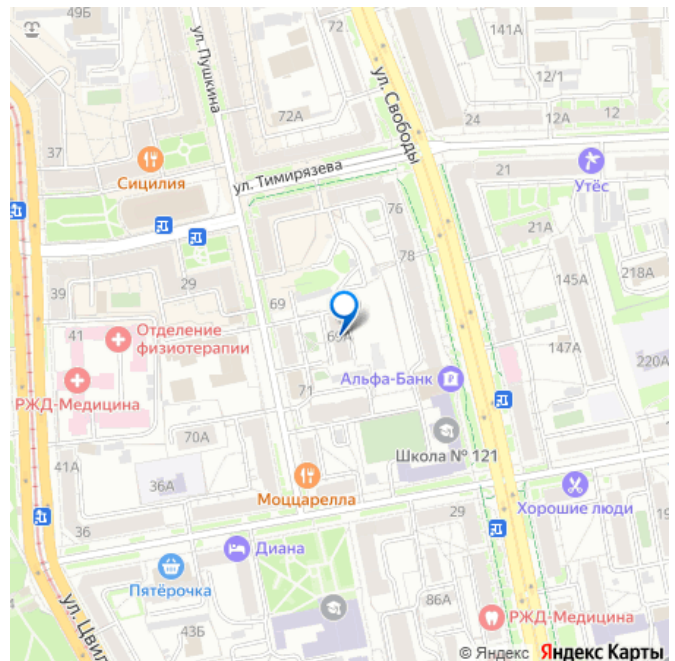 49Б
72
141А
ул. Пушкина
ул. Свободы
12/1
72А
24
12А
12
37
Сицилия
ул. Тимирязева
21
Утёс
76
21А
78
39
29
69
145А
218А
41
Отделение
физиотерапии
69А
147А
220А
РЖД-Медицина
71
Альфа-Банк
70А
Школа № 121
41А
36А
Моццарелла
Хорошие люди
36
29
19
Диана
Пятёрочка
ул. Цвил
43Б
86А
РЖД-Медицина
© Яндекс Яндекс Карты